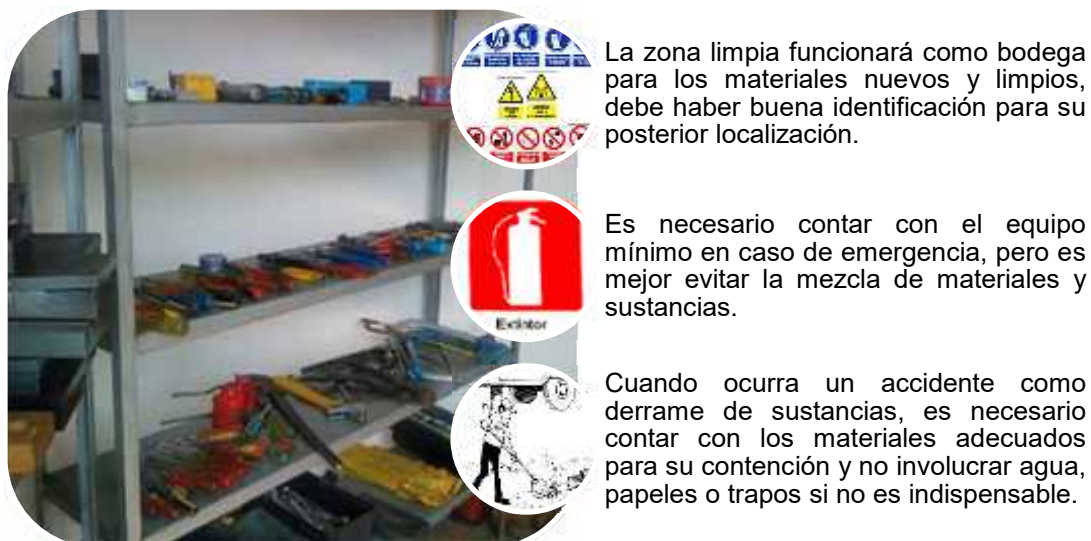 La zona limpia funcionará como bodega
para los materiales nuevos y limpios,
debe haber buena identificación para su
posterior localización.
Es necesario contar con el equipo
mínimo en caso de emergencia, pero es
mejor evitar la mezcla de materiales y
sustancias.
Extintor
Cuando ocurra un accidente como
derrame de sustancias, es necesario
contar con los materiales adecuados
para su contención y no involucrar agua,
papeles o trapos si no es indispensable.